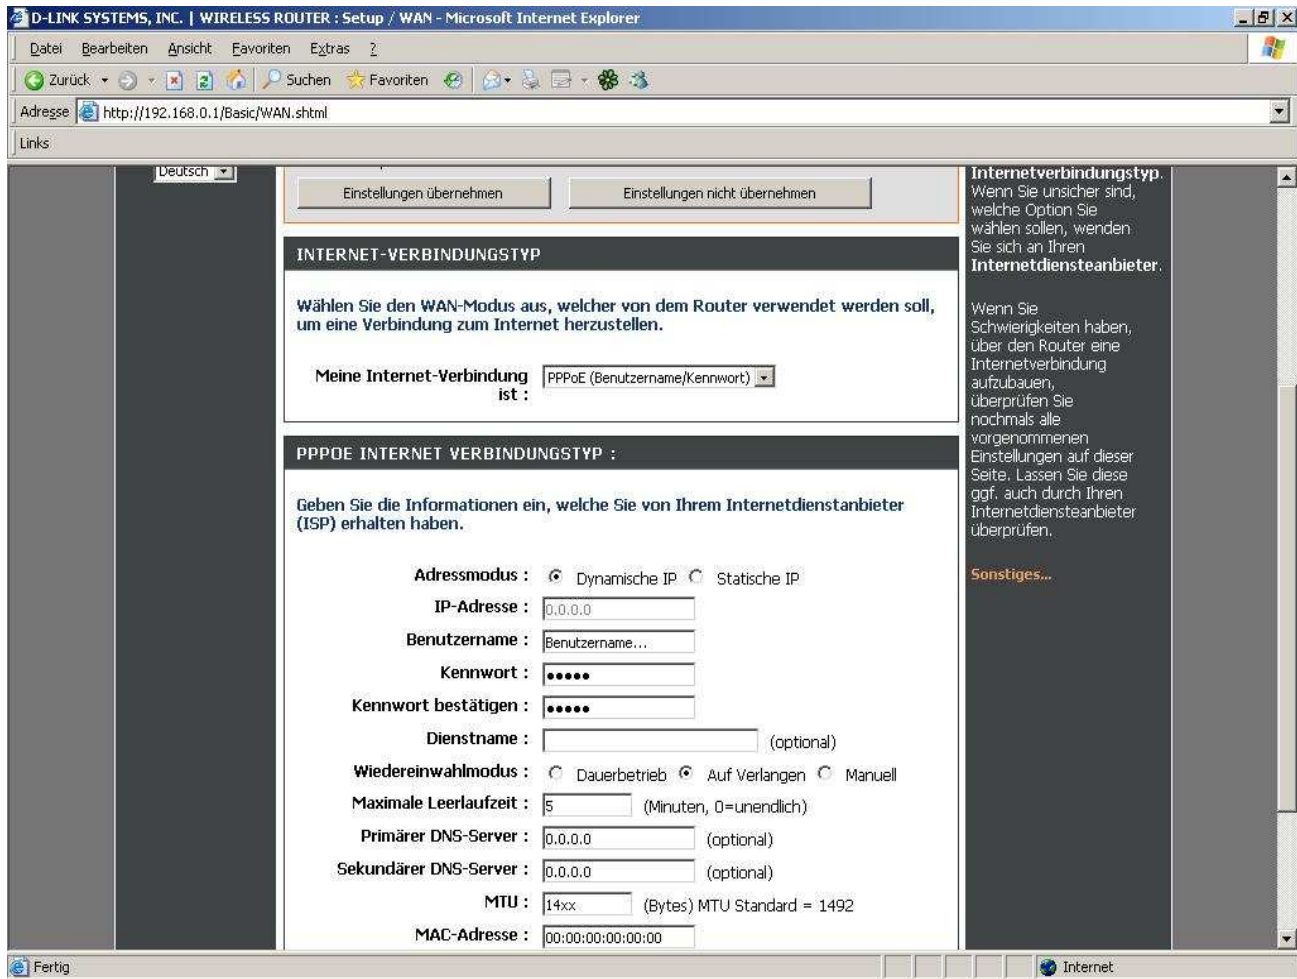 D-LINK SYSTEMS, INC. | WIRELESS ROUTER : Setup / WAN - Microsoft Internet Explorer
Datei Bearbeiten Ansicht Favoriten Extras ?
Zurück Suchen Favoriten
Adresse http://192.168.0.1/Basic/WAN.shtml
Links
Deutsch
Einstellungen übernehmen Einstellungen nicht übernehmen
INTERNET-VERBINDUNGSTYP
Wählen Sie den WAN-Modus aus, welcher von dem Router verwendet werden soll,
um eine Verbindung zum Internet herzustellen.
Meine Internet-Verbindung
ist : PPPoE (Benutzername/Kennwort)
PPPOE INTERNET VERBINDUNGSTYP :
Geben Sie die Informationen ein, welche Sie von Ihrem Internetdienstanbieter
(ISP) erhalten haben.
Adressmodus : Dynamische IP Statische IP
IP-Adresse : 0.0.0.0
Benutzername : Benutzername...
Kennwort : •••••
Kennwort bestätigen : •••••
Dienstname : (optional)
Wiedereinwahlmodus : Dauerbetrieb Auf Verlangen Manuell
Maximale Leerlaufzeit : 5 (Minuten, 0=unendlich)
Primärer DNS-Server : 0.0.0.0 (optional)
Sekundärer DNS-Server : 0.0.0.0 (optional)
MTU : 14xx (Bytes) MTU Standard = 1492
MAC-Adresse : 00:00:00:00:00:00
Internetverbindungstyp.
Wenn Sie unsicher sind,
welche Option Sie
wählen sollen, wenden
Sie sich an Ihren
Internetdiensteanbieter.
Wenn Sie
Schwierigkeiten haben,
über den Router eine
Internetverbindung
aufzubauen,
überprüfen Sie
nochmals alle
vorgenommenen
Einstellungen auf dieser
Seite. Lassen Sie diese
ggf. auch durch Ihren
Internetdiensteanbieter
überprüfen.
Sonstiges...
Fertig Internet